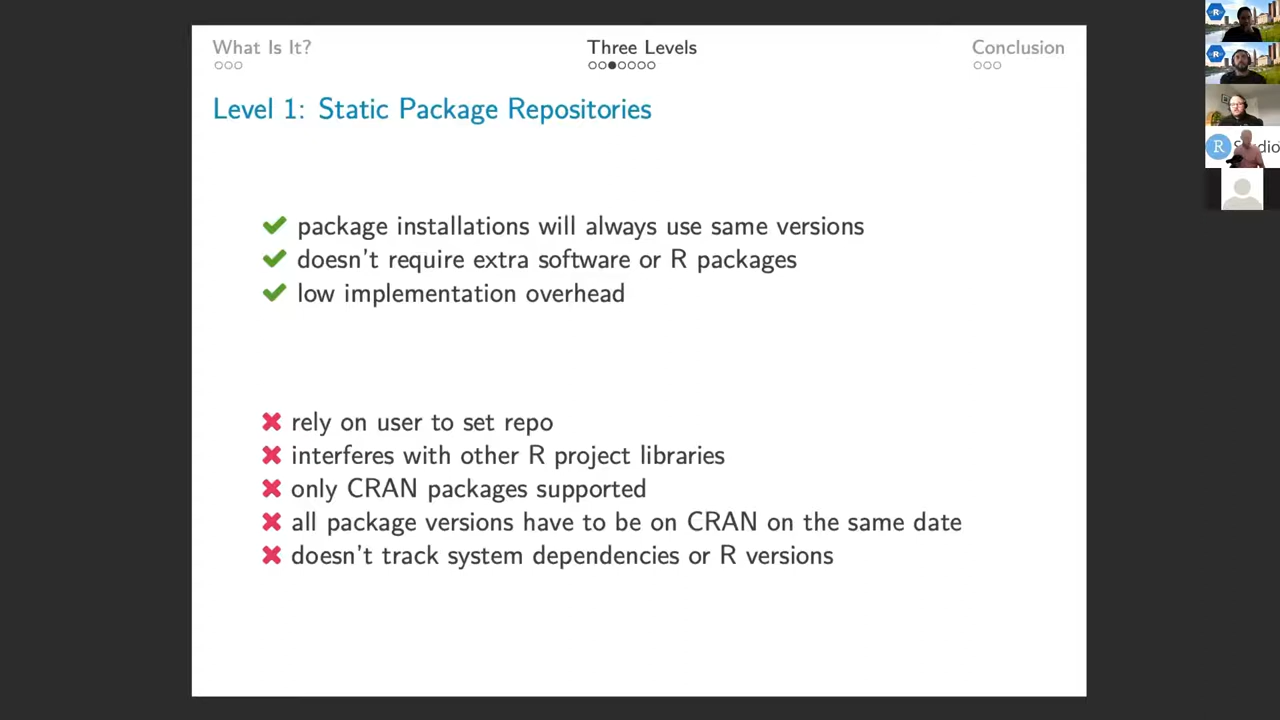 What Is It?
Three Levels
Conclusion
Level 1: Static Package Repositories
package installations will always use same versions
doesn't require extra software or R packages
low implementation overhead
rely on user to set repo
interferes with other R project libraries
only CRAN packages supported
all package versions have to be on CRAN on the same date
doesn't track system dependencies or R versions
R
R
R